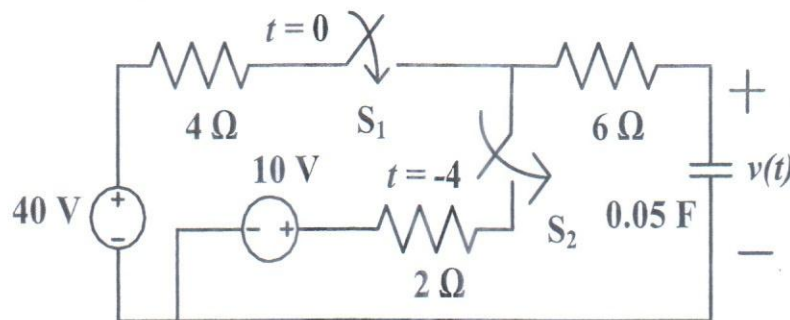 t = 0
4 Ω
S₁
6 Ω
+
10 V
t = -4
v(t)
40 V
+
-
- +
S₂
0.05 F
2 Ω
—